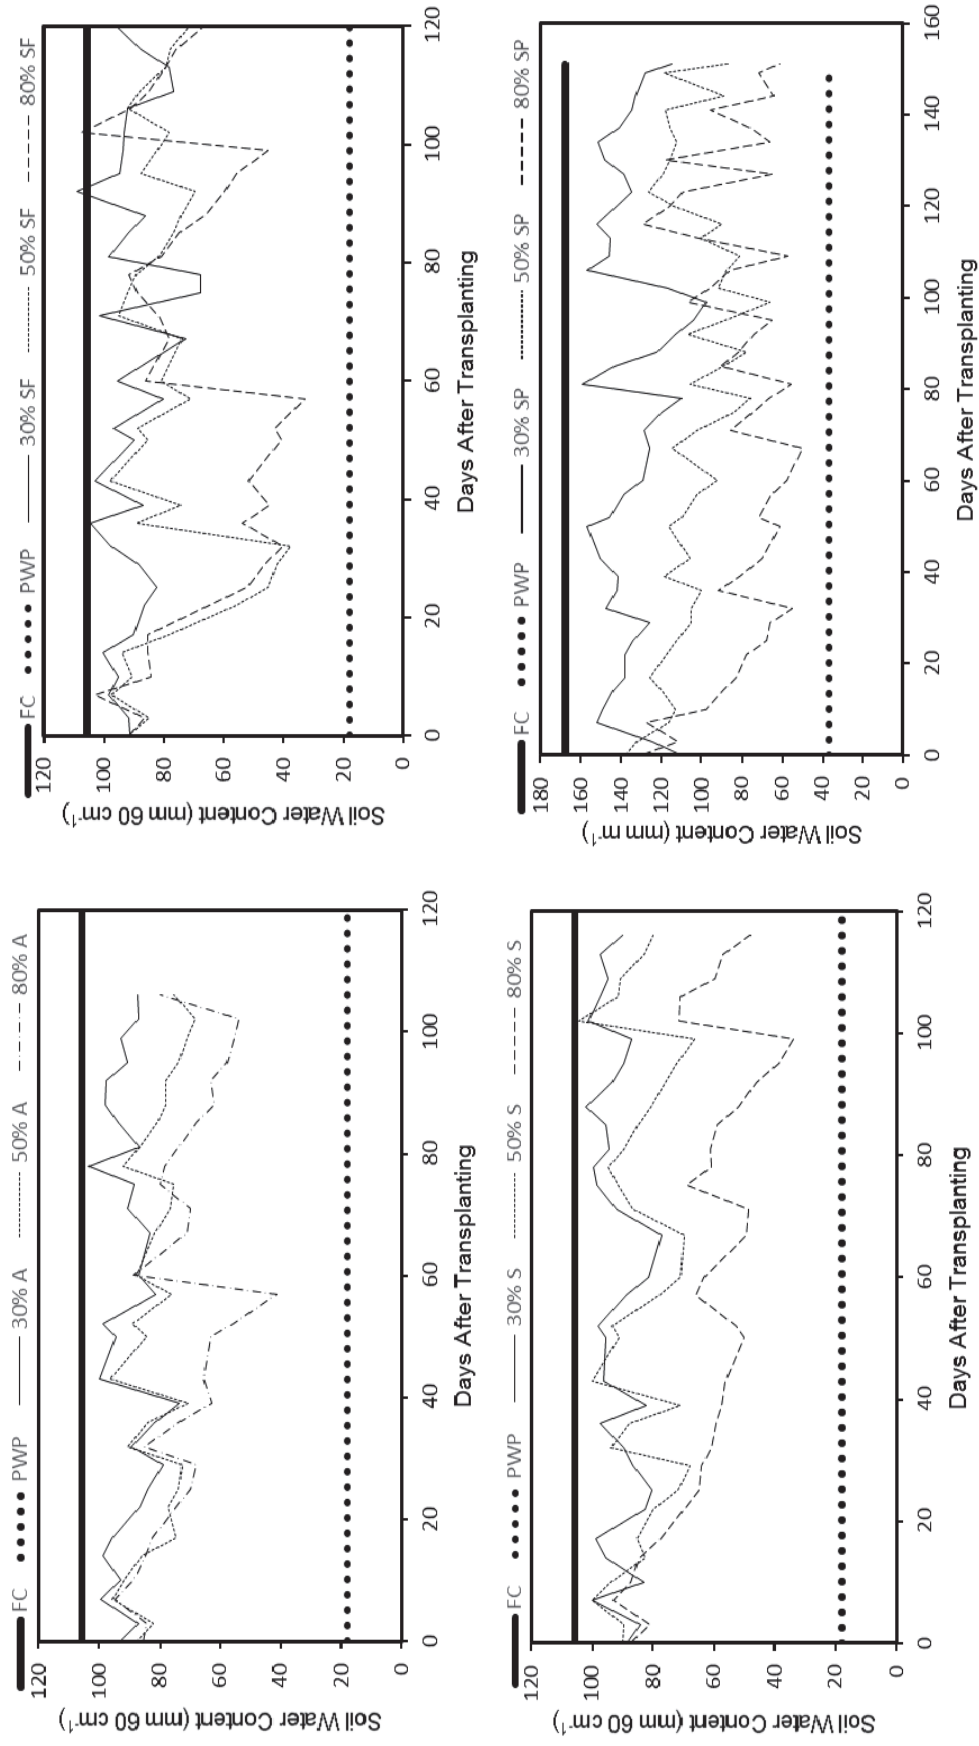 FC PWP 30% A 50% A 80% A
Soil Water Content (mm 60 cm⁻¹)
120
100
80
60
40
20
0
0 20 40 60 80 100 120
Days After Transplanting
FC PWP 30% SF 50% SF 80% SF
Soil Water Content (mm 60 cm⁻¹)
120
100
80
60
40
20
0
0 20 40 60 80 100 120
Days After Transplanting
FC PWP 30% S 50% S 80% S
Soil Water Content (mm 60 cm⁻¹)
120
100
80
60
40
20
0
0 20 40 60 80 100 120
Days After Transplanting
FC PWP 30% SP 50% SP 80% SF
Soil Water Content (mm m⁻¹)
180
160
140
120
100
80
60
40
20
0
0 20 40 60 80 100 120 140 160
Days After Transplanting